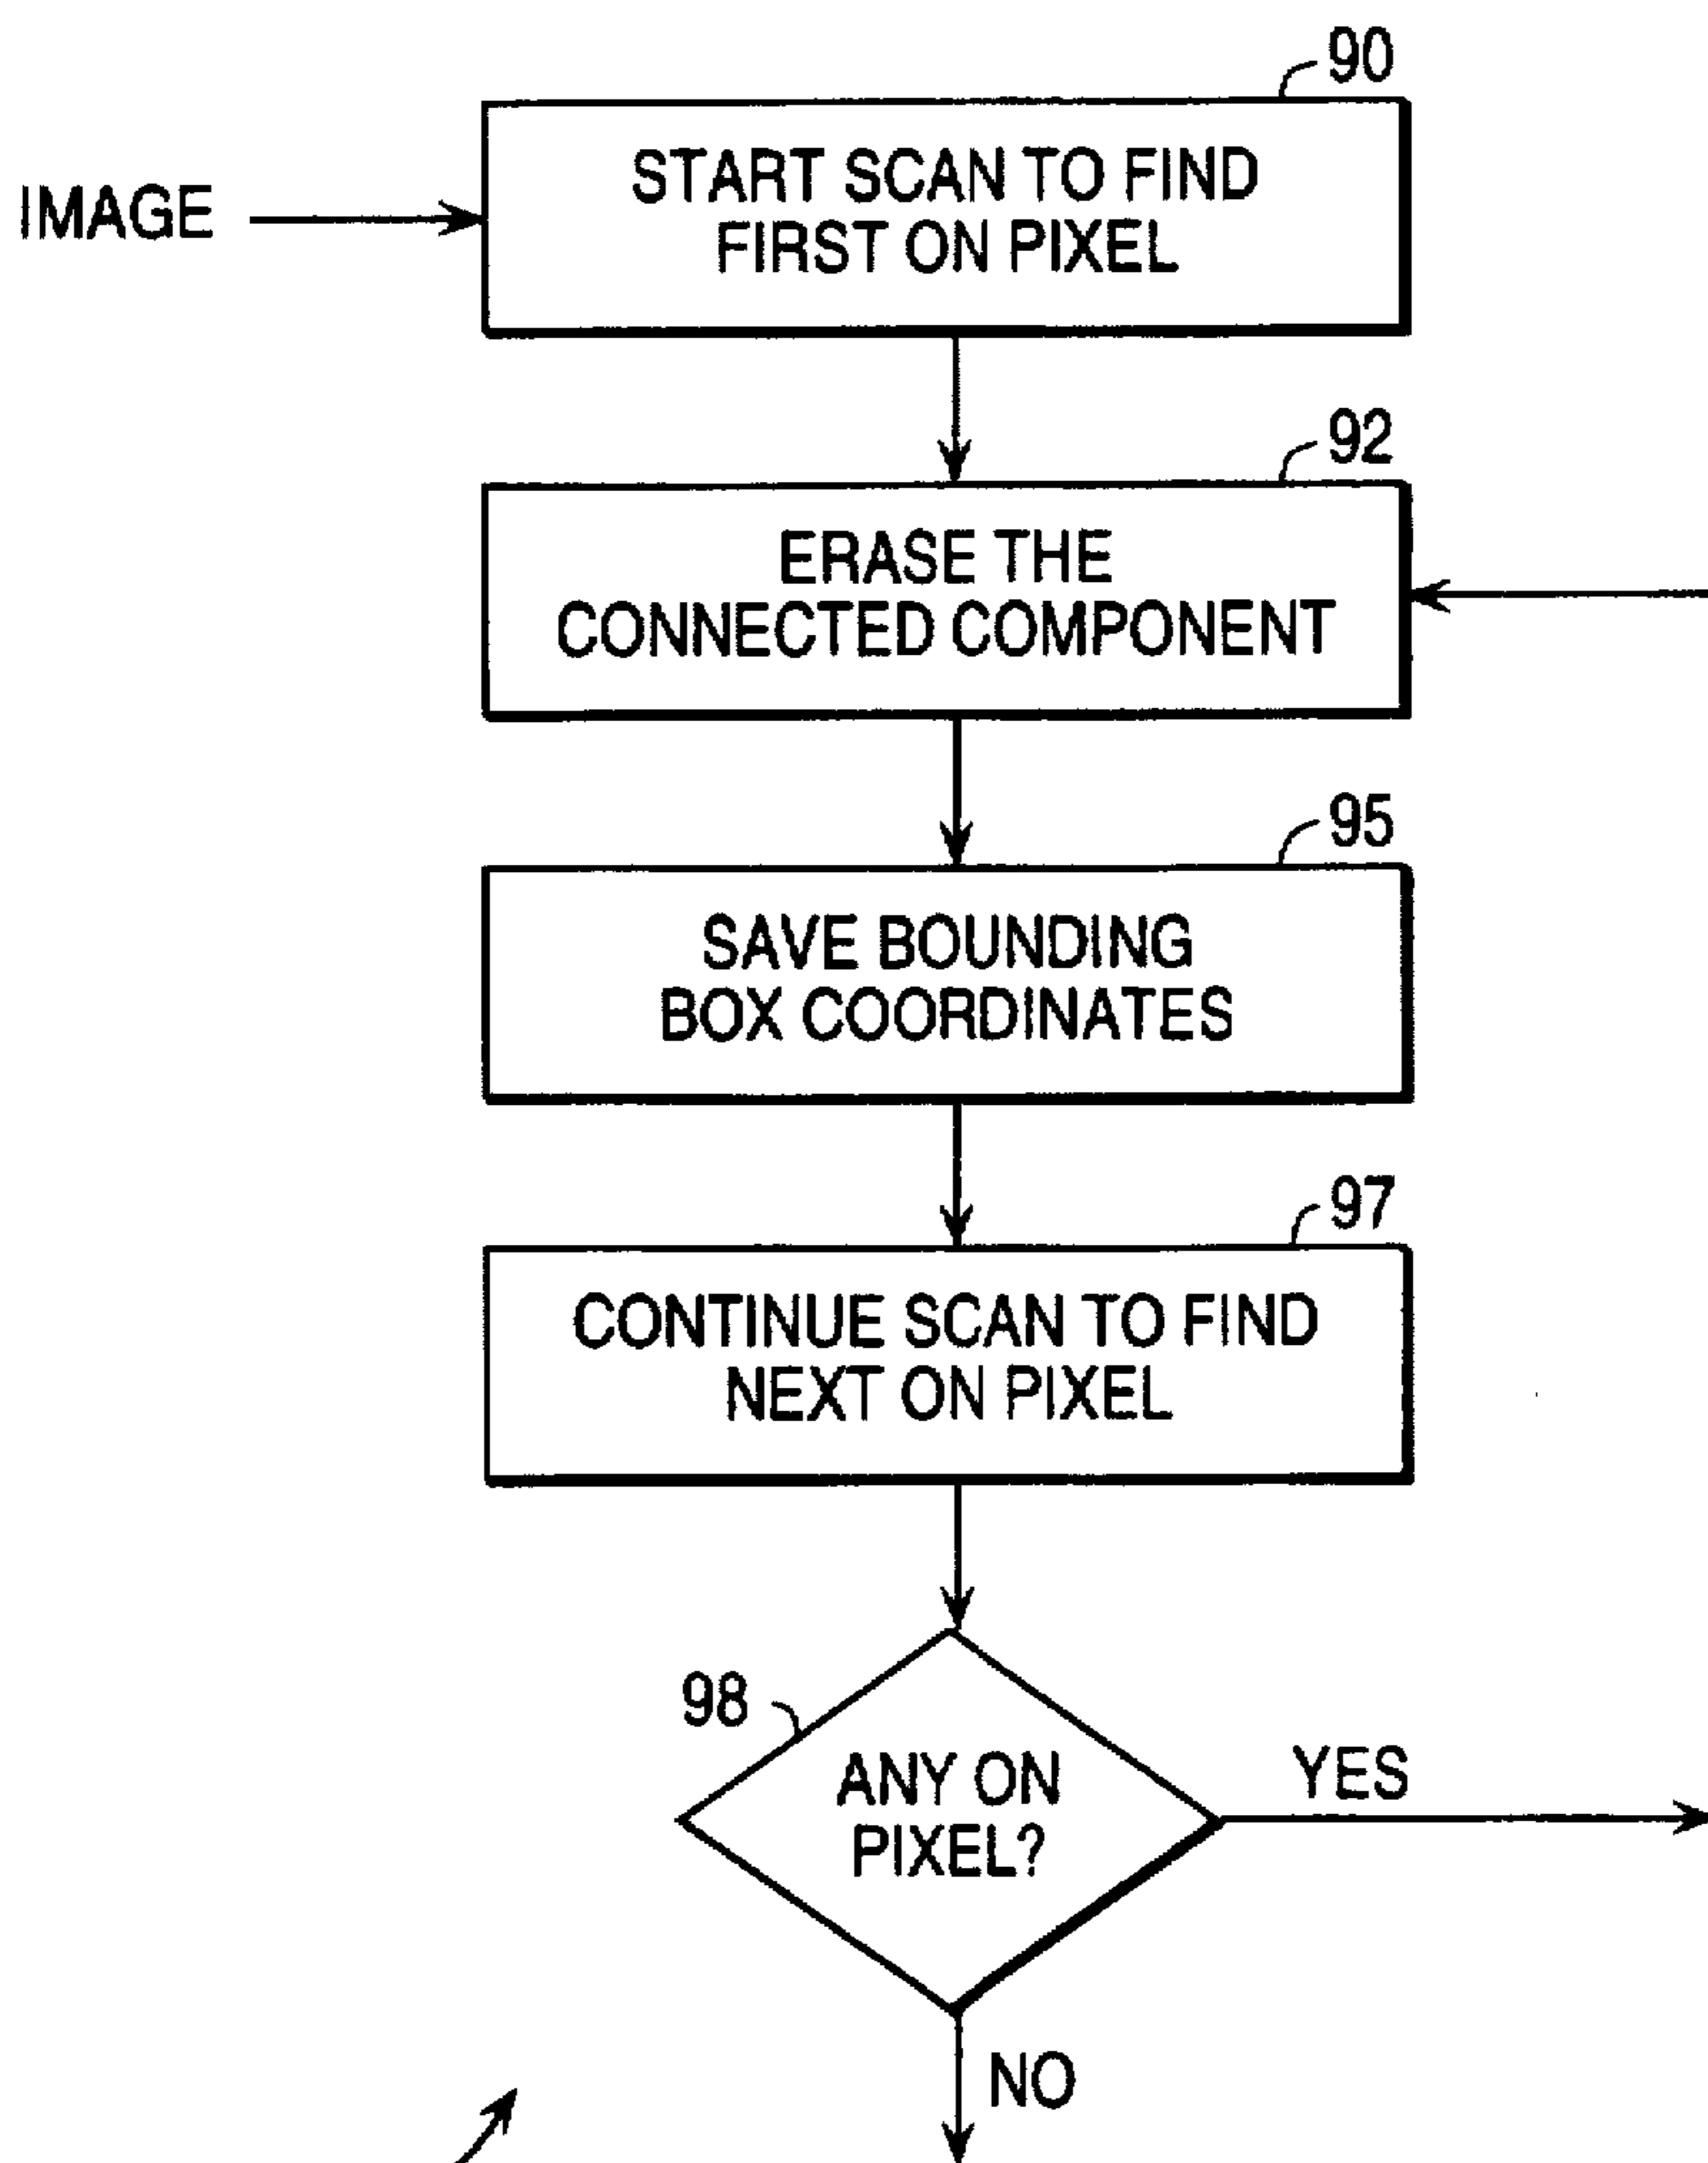 90
START SCAN TO FIND
FIRST ON PIXEL
IMAGE
92
ERASE THE
CONNECTED COMPONENT
95
SAVE BOUNDING
BOX COORDINATES
97
CONTINUE SCAN TO FIND
NEXT ON PIXEL
98
ANY ON
PIXEL?
YES
NO